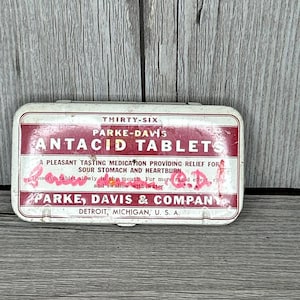 THIRTY-SIX
PARKE-DAVIS
ANTACID TABLETS
A PLEASANT TASTING MEDICATION PROVIDING RELIEF FOR
SOUR STOMACH AND HEARTBURN
PARKE, DAVIS & COMPANY
DETROIT, MICHIGAN, U. S. A.